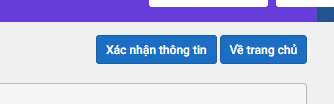 Xác nhận thông tin Về trang chủ